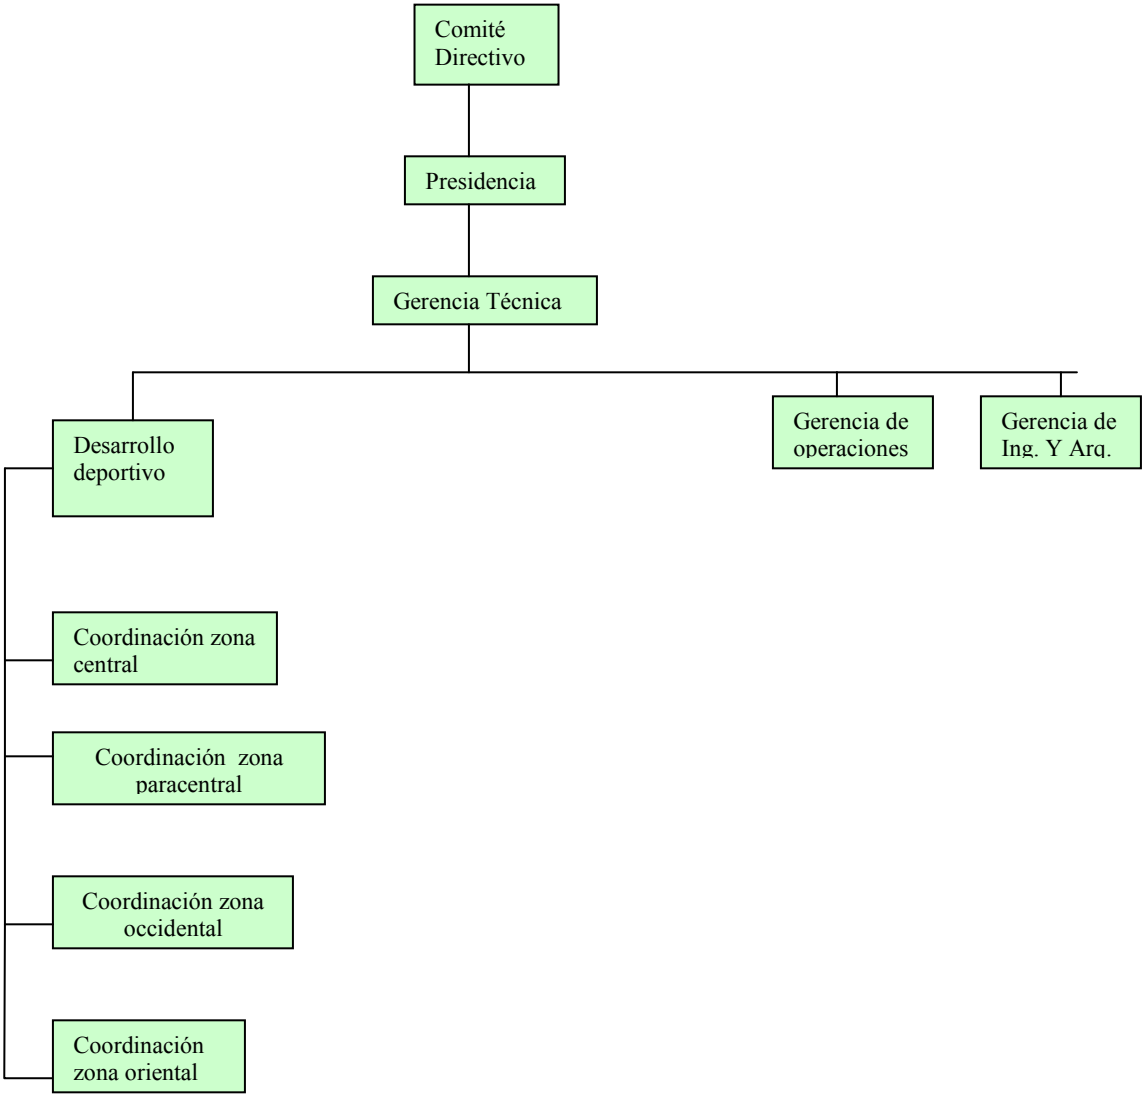 Comité
Directivo
Presidencia
Gerencia Técnica
Desarrollo
deportivo
Gerencia de
operaciones
Gerencia de
Ing. Y Arq.
Coordinación zona
central
Coordinación zona
paracentral
Coordinación zona
occidental
Coordinación
zona oriental